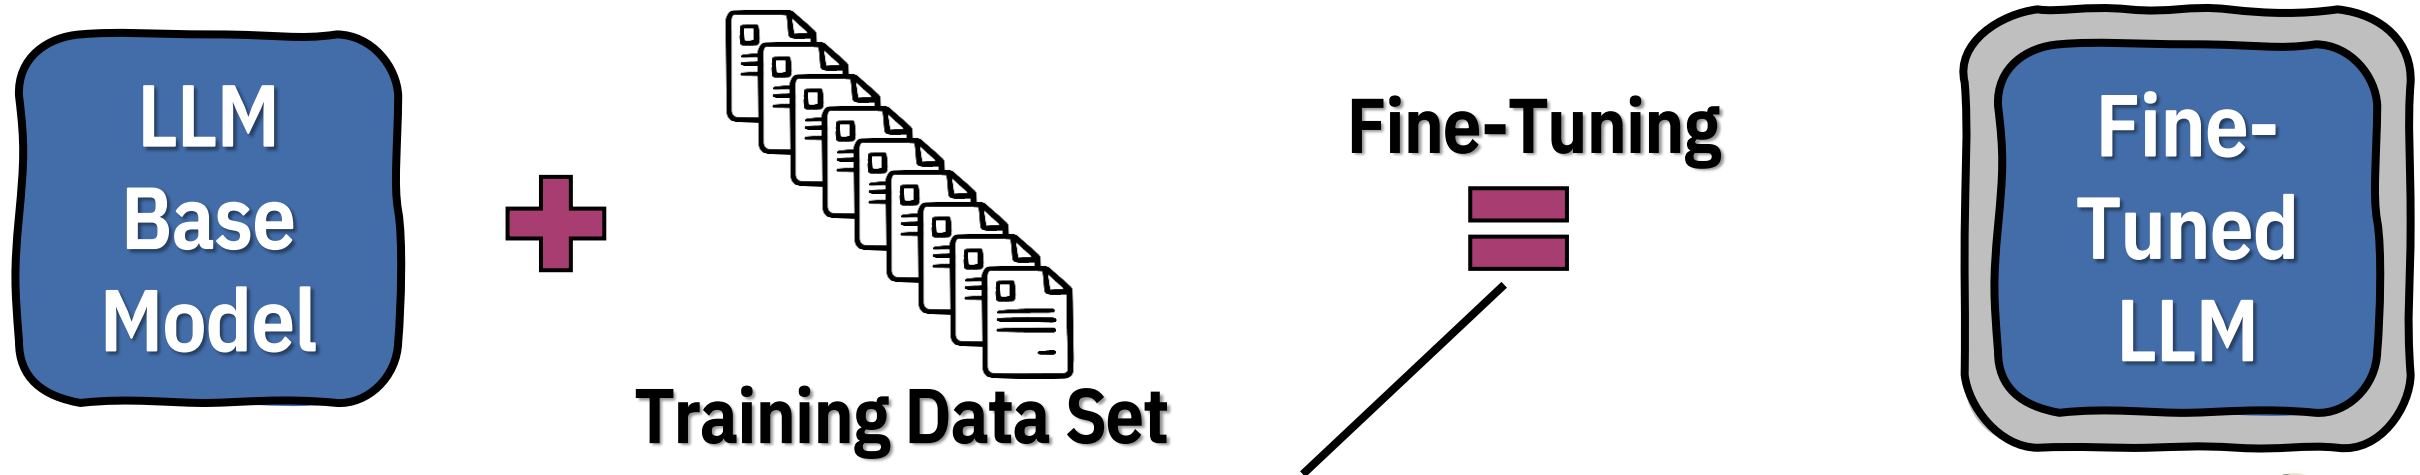 LLM
Base
Model
Training Data Set
Fine-Tuning
Fine-
Tuned
LLM